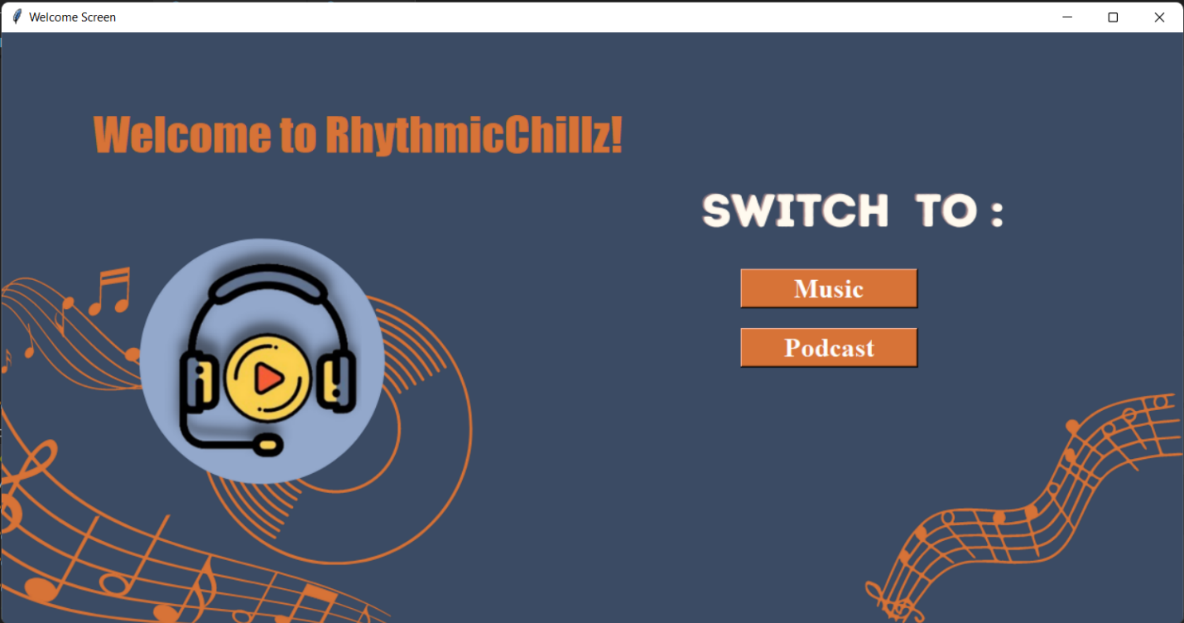 Welcome Screen
Welcome to RhythmicChillz!
SWITCH TO :
Music
Podcast